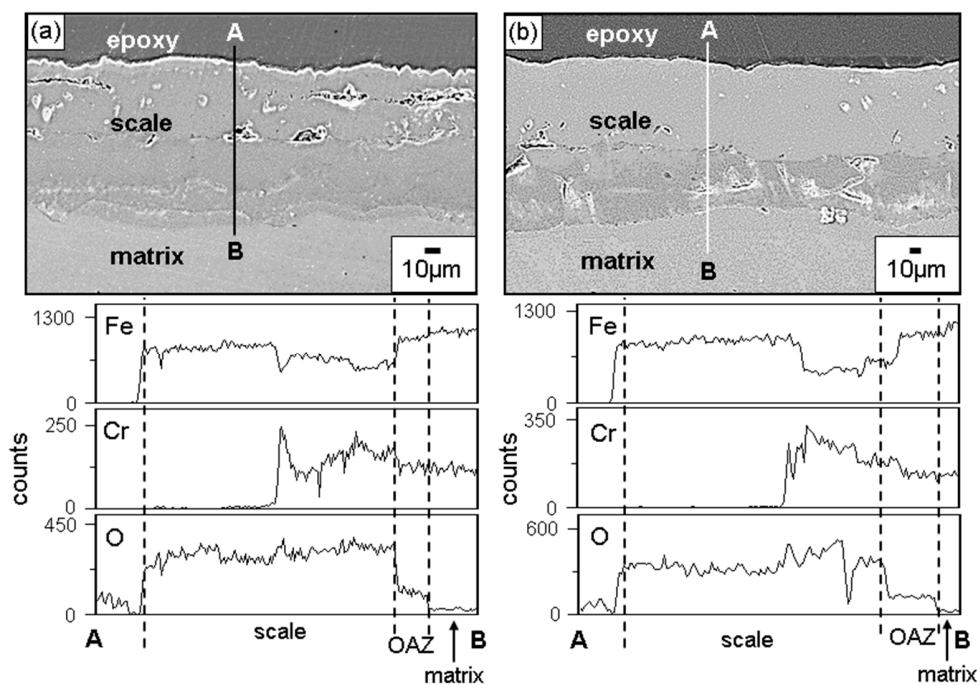 (a)
epoxy
A
scale
B
matrix
10µm
1300
Fe
0
250
Cr
0
450
O
0
counts
A
scale
OAZ
B
matrix
(b)
epoxy
A
scale
B
matrix
10µm
1300
Fe
0
350
Cr
0
600
O
0
counts
A
scale
OAZ
B
matrix